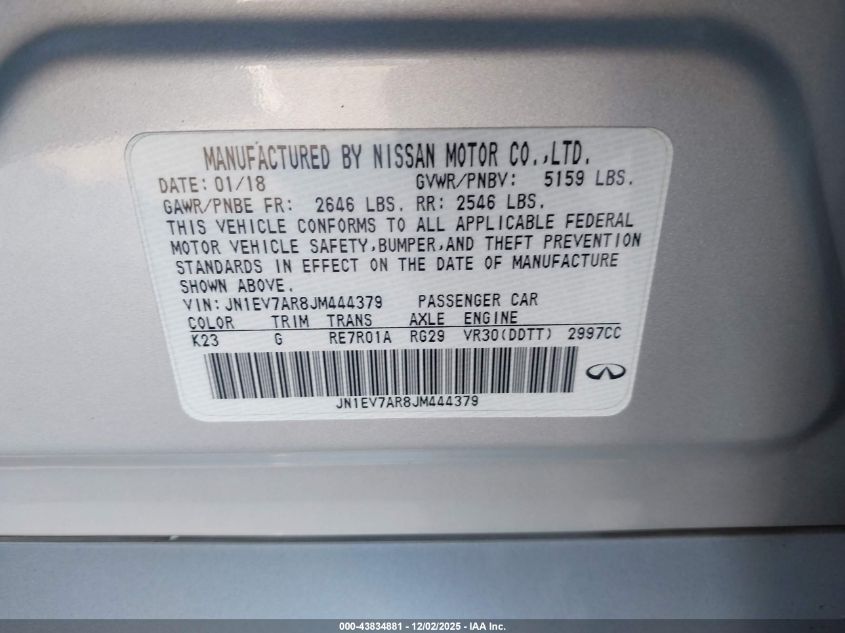 MANUFACTURED BY NISSAN MOTOR CO.,LTD.
DATE: 01/18 GVWR/PNBV: 5159 LBS.
GAWR/PNBE FR: 2646 LBS. RR: 2546 LBS.
THIS VEHICLE CONFORMS TO ALL APPLICABLE FEDERAL
MOTOR VEHICLE SAFETY,BUMPER,AND THEFT PREVENTION
STANDARDS IN EFFECT ON THE DATE OF MANUFACTURE
SHOWN ABOVE.
VIN: JN1EV7AR8JM444379 PASSENGER CAR
COLOR TRIM TRANS AXLE ENGINE
K23 G RE7R01A RG29 VR30(DDTT) 2997CC
JN1EV7AR8JM444379
000-43834881 - 12/02/2025 - IAA Inc.